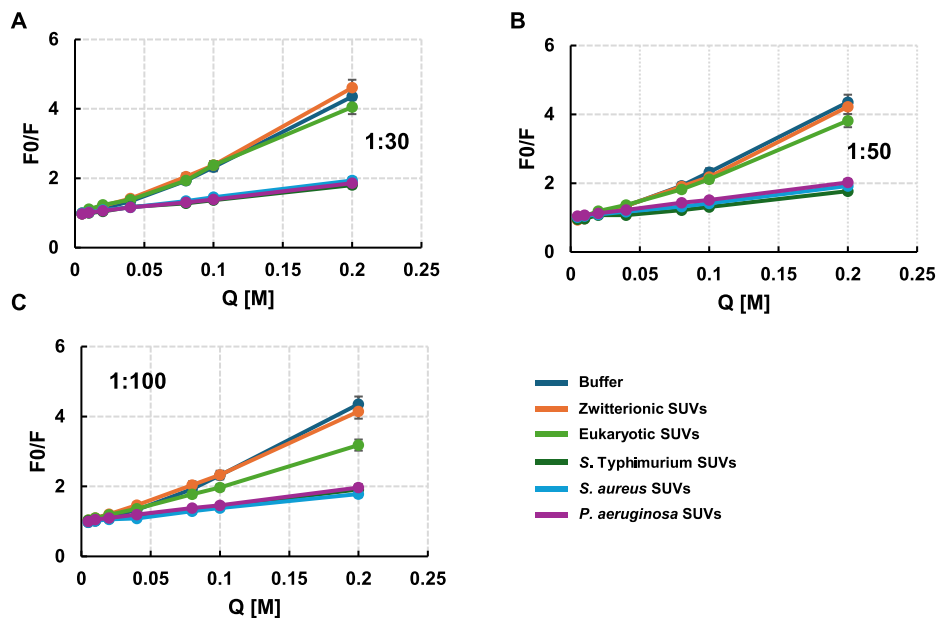 A
6
4
2
0
F0/F
0
0.05
0.1
0.15
0.2
0.25
Q [M]
1:30
B
6
4
2
0
F0/F
0
0.05
0.1
0.15
0.2
0.25
Q [M]
1:50
C
6
4
2
0
F0/F
0
0.05
0.1
0.15
0.2
0.25
Q [M]
1:100
Buffer
Zwitterionic SUVs
Eukaryotic SUVs
S. Typhimurium SUVs
S. aureus SUVs
P. aeruginosa SUVs